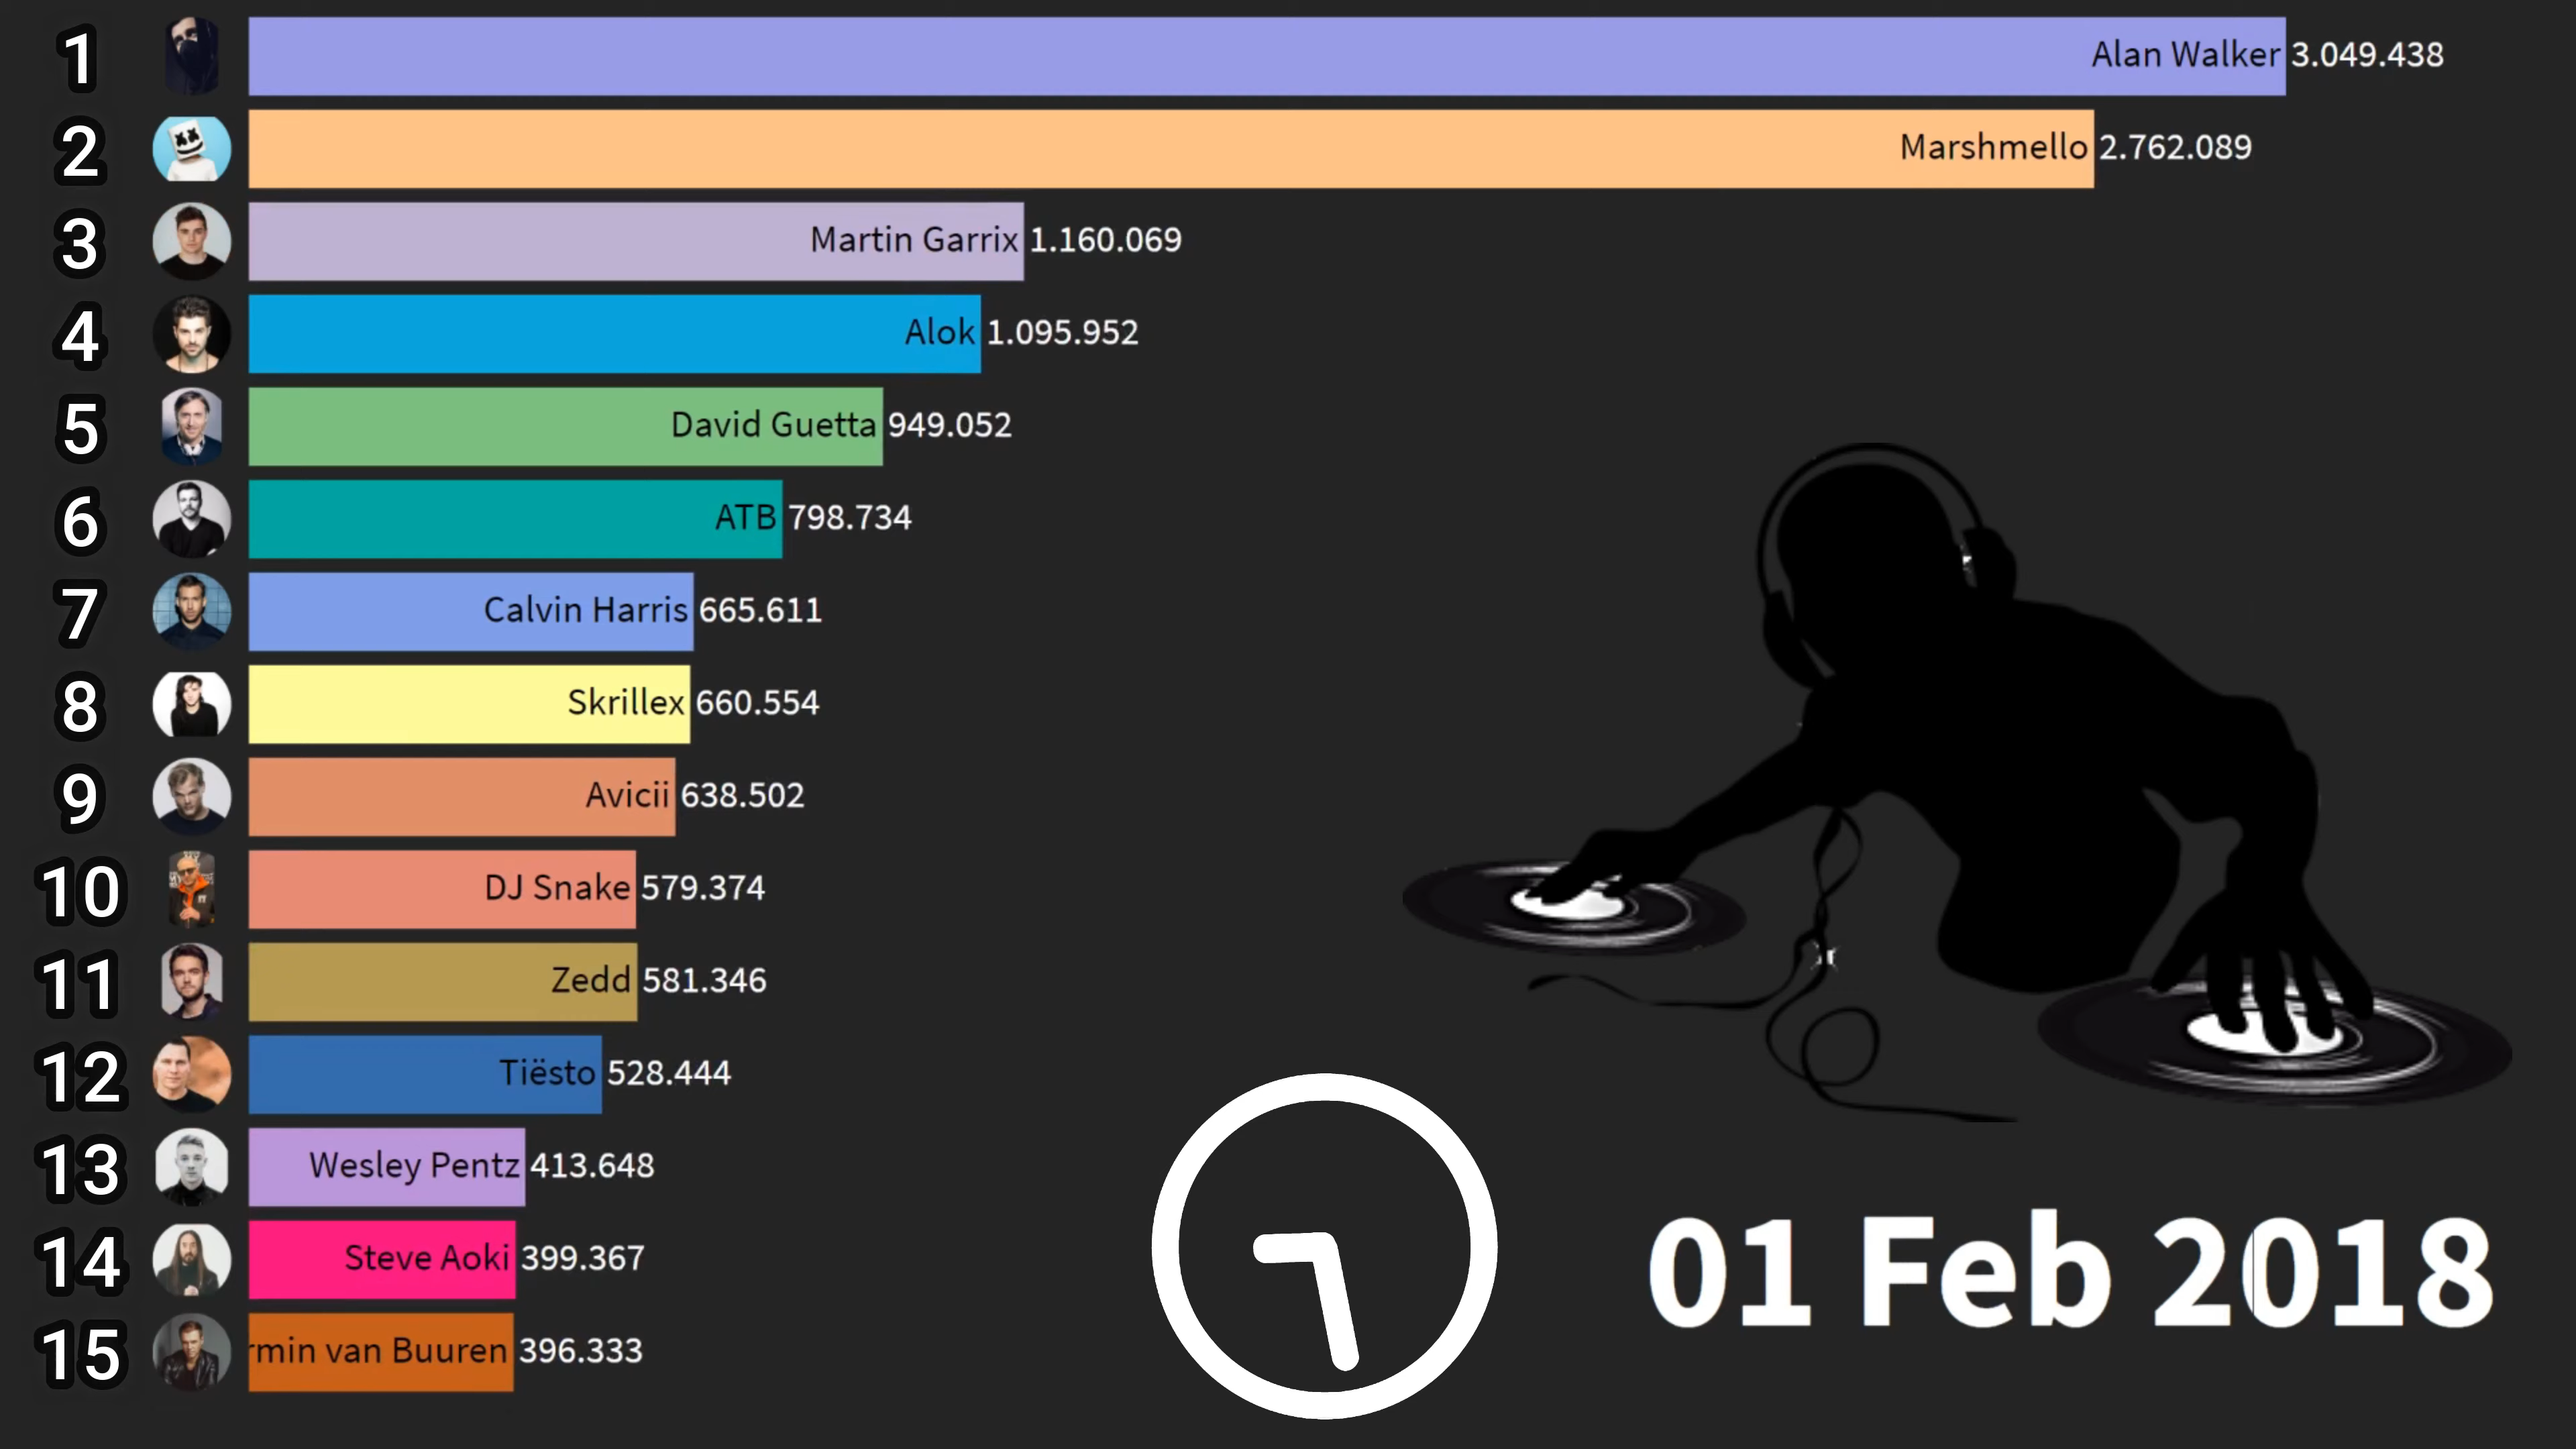 1 Alan Walker 3.049.438
2 Marshmello 2.762.089
3 Martin Garrix 1.160.069
4 Alok 1.095.952
5 David Guetta 949.052
6 ATB 798.734
7 Calvin Harris 665.611
8 Skrillex 660.554
9 Avicii 638.502
10 DJ Snake 579.374
11 Zedd 581.346
12 Tiësto 528.444
13 Wesley Pentz 413.648
14 Steve Aoki 399.367
15 rmin van Buuren 396.333
01 Feb 2018